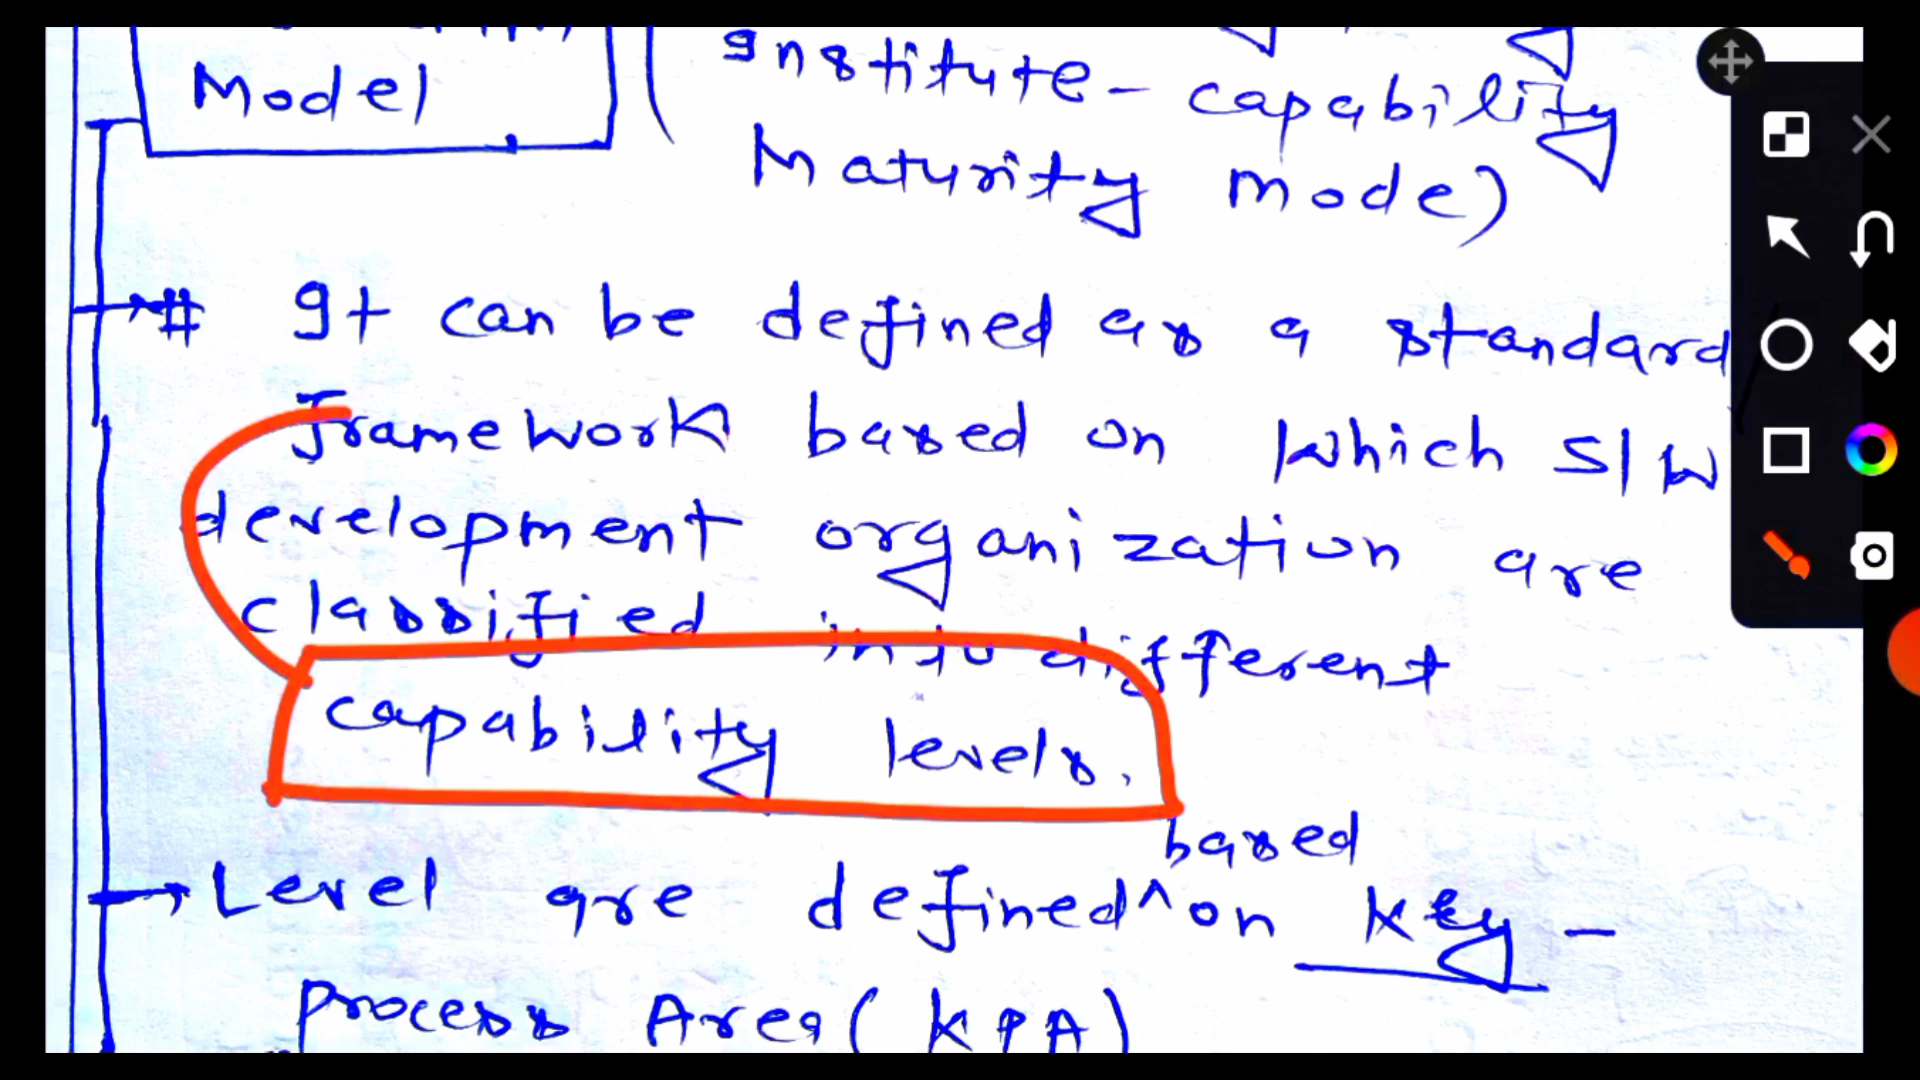 Model
Institute - capability
Maturity mode)
# It can be defined as a standard
framework based on which S/W
development organization are
classified into different
capability levels.
based
→ Level are defined ^ on key -
process Area (KPA)